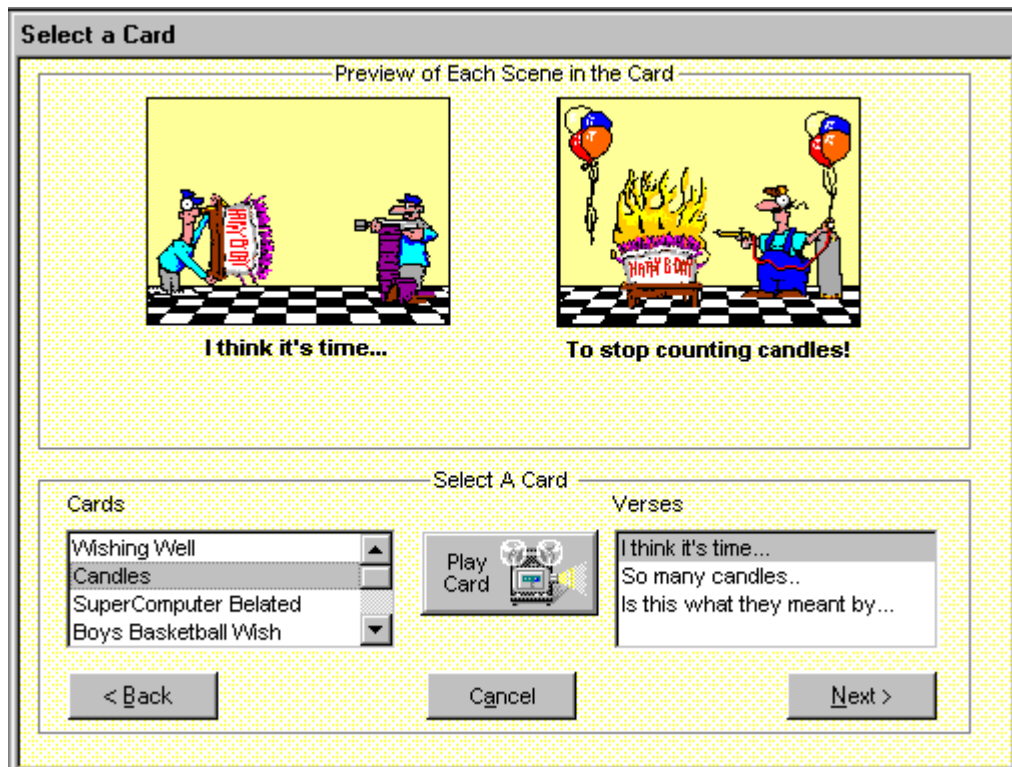 Select a Card
Preview of Each Scene in the Card
HAPPY B-DAY
HAPPY B-DAY
I think it's time...
To stop counting candles!
Select A Card
Cards
Verses
Wishing Well
Candles
SuperComputer Belated
Boys Basketball Wish
Play
Card
I think it's time...
So many candles..
Is this what they meant by...
< Back
Cancel
Next >